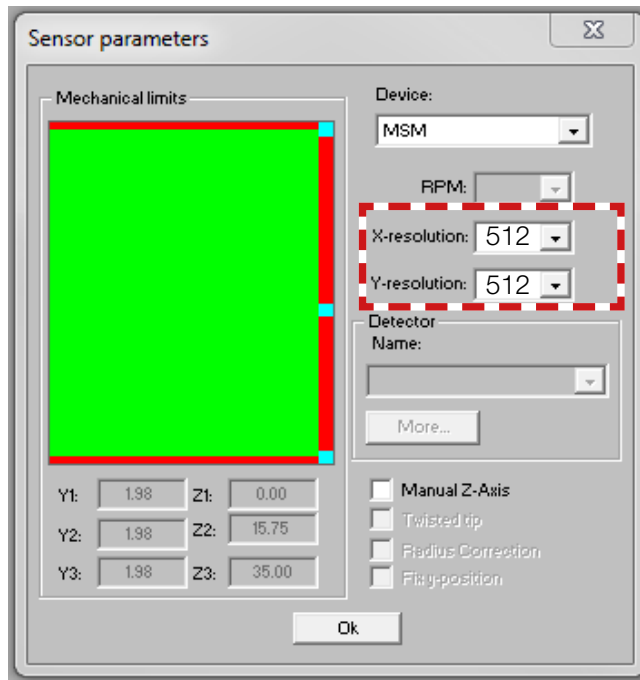 Sensor parameters
Mechanical limits
Device:
MSM
RPM:
X-resolution: 512
Y-resolution: 512
Detector
Name:
More...
Y1: 1.98 Z1: 0.00
Y2: 1.98 Z2: 15.75
Y3: 1.98 Z3: 35.00
Manual Z-Axis
Twisted tip
Radius Correction
Fix y-position
Ok